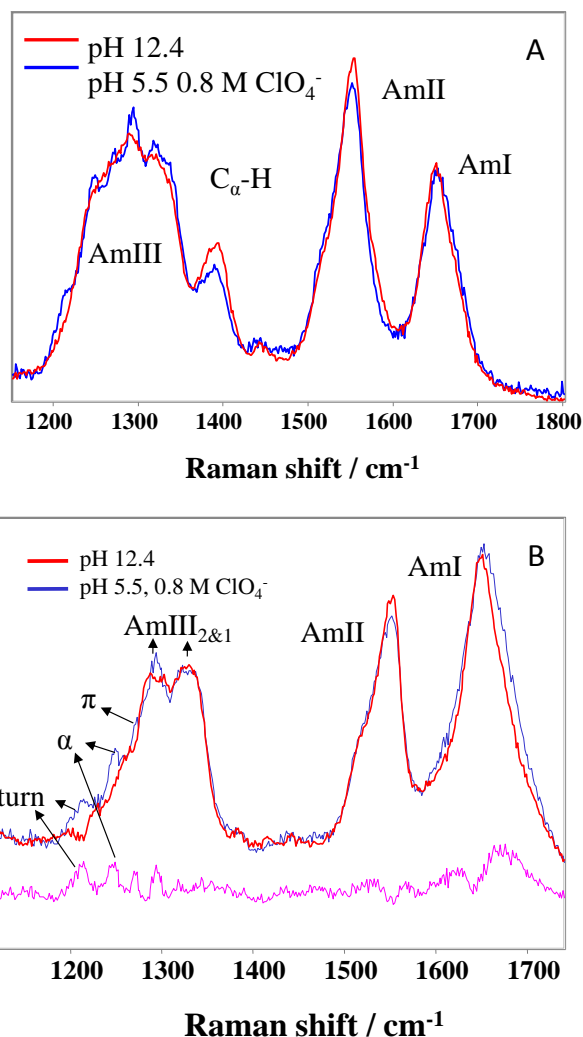 pH 12.4
A
pH 5.5 0.8 M ClO₄⁻
AmII
AmI
Cα-H
AmIII
1200 1300 1400 1500 1600 1700 1800
Raman shift / cm⁻¹
pH 12.4
B
pH 5.5, 0.8 M ClO₄⁻
AmI
AmIII₂&₁
AmII
π
α
turn
1200 1300 1400 1500 1600 1700
Raman shift / cm⁻¹